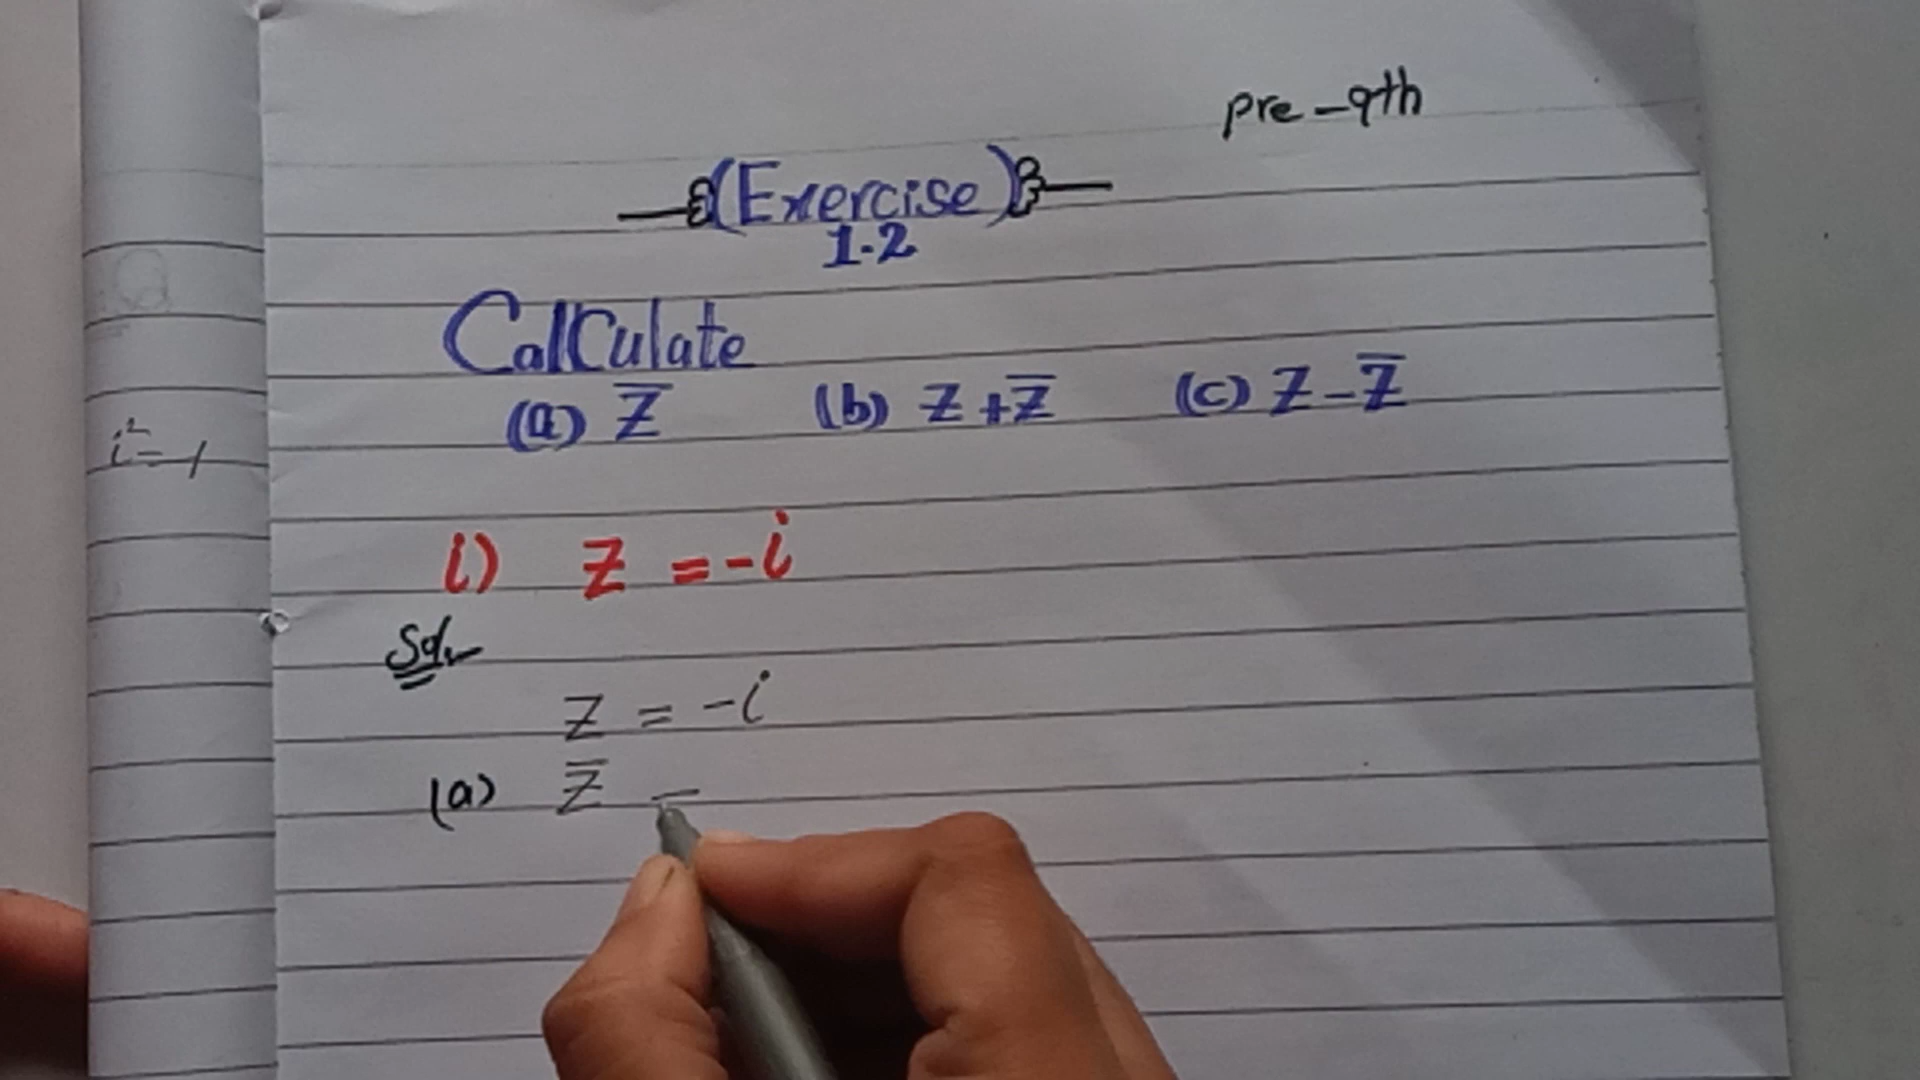 pre-9th
(Exercise)
1.2
Calculate
(a) z̅ (b) z + z̅ (c) z - z̅
i² = -1
i) z = -i
Sol
z = -i
(a) z̅ =